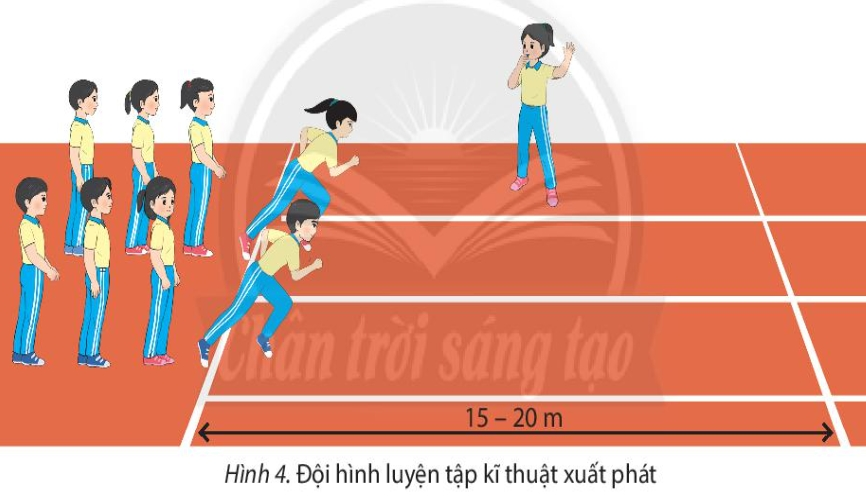 Chân trời sáng tạo
15 – 20 m
Hình 4. Đội hình luyện tập kĩ thuật xuất phát